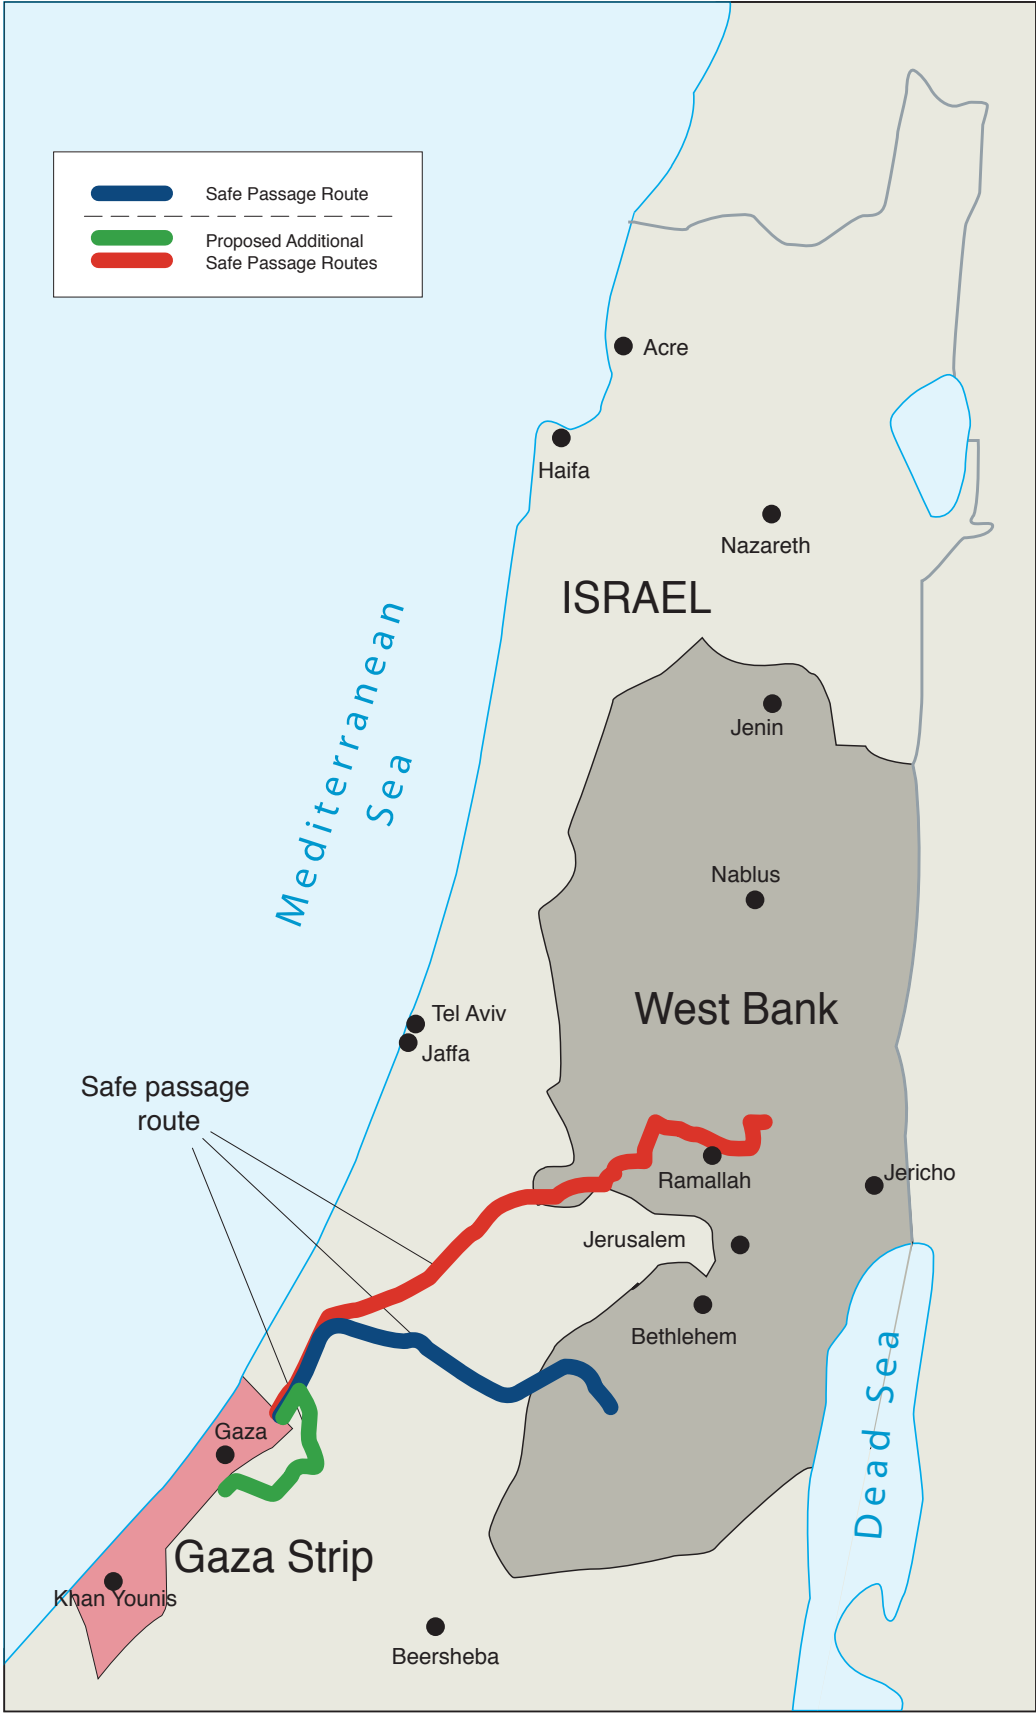 Safe Passage Route
Proposed Additional
Safe Passage Routes
Acre
Haifa
Nazareth
ISRAEL
Mediterranean
Sea
Jenin
Nablus
West Bank
Tel Aviv
Jaffa
Safe passage
route
Ramallah
Jericho
Jerusalem
Bethlehem
Dead Sea
Gaza
Gaza Strip
Khan Younis
Beersheba